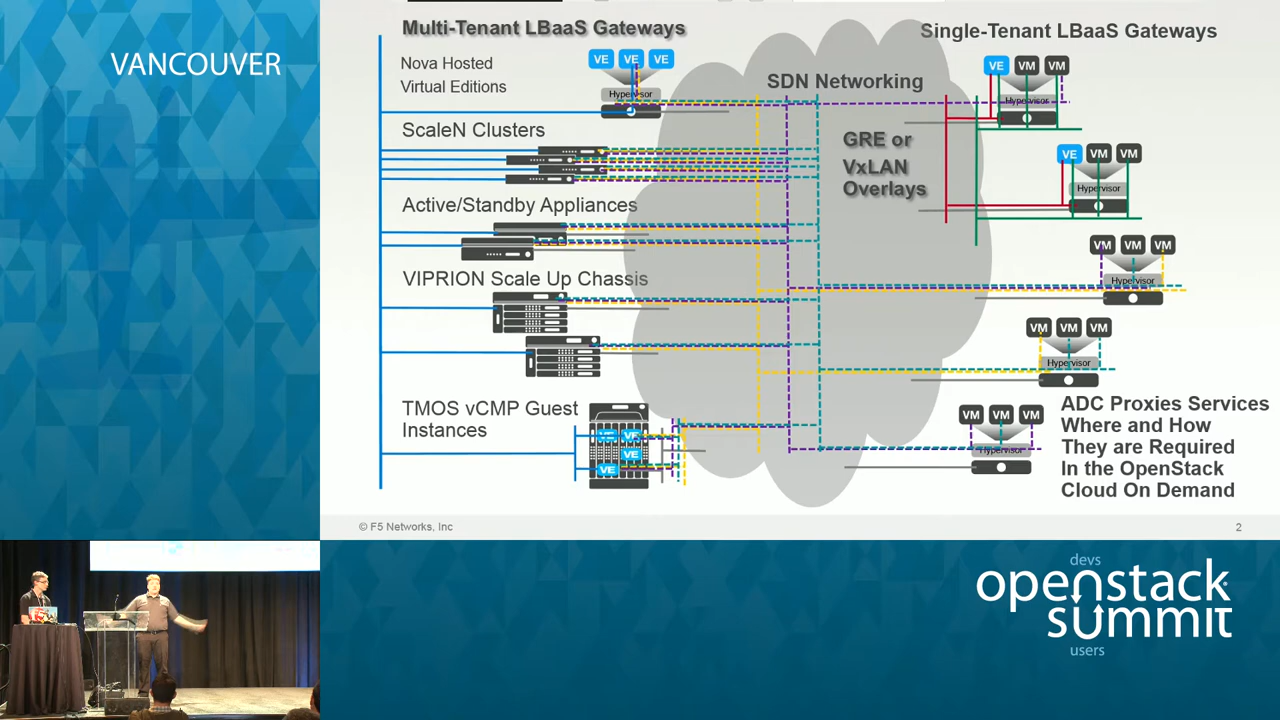 VANCOUVER
Multi-Tenant LBaaS Gateways
Nova Hosted
Virtual Editions
VE VE VE
Hypervisor
ScaleN Clusters
Active/Standby Appliances
VIPRION Scale Up Chassis
TMOS vCMP Guest
Instances
VE VE
VE
VE
SDN Networking
GRE or
VxLAN
Overlays
Single-Tenant LBaaS Gateways
VE VM VM
Hypervisor
VE VM VM
Hypervisor
VM VM VM
Hypervisor
VM VM VM
Hypervisor
VM VM VM
Hypervisor
ADC Proxies Services
Where and How
They are Required
In the OpenStack
Cloud On Demand
© F5 Networks, Inc
2
devs
openstack
summit
users